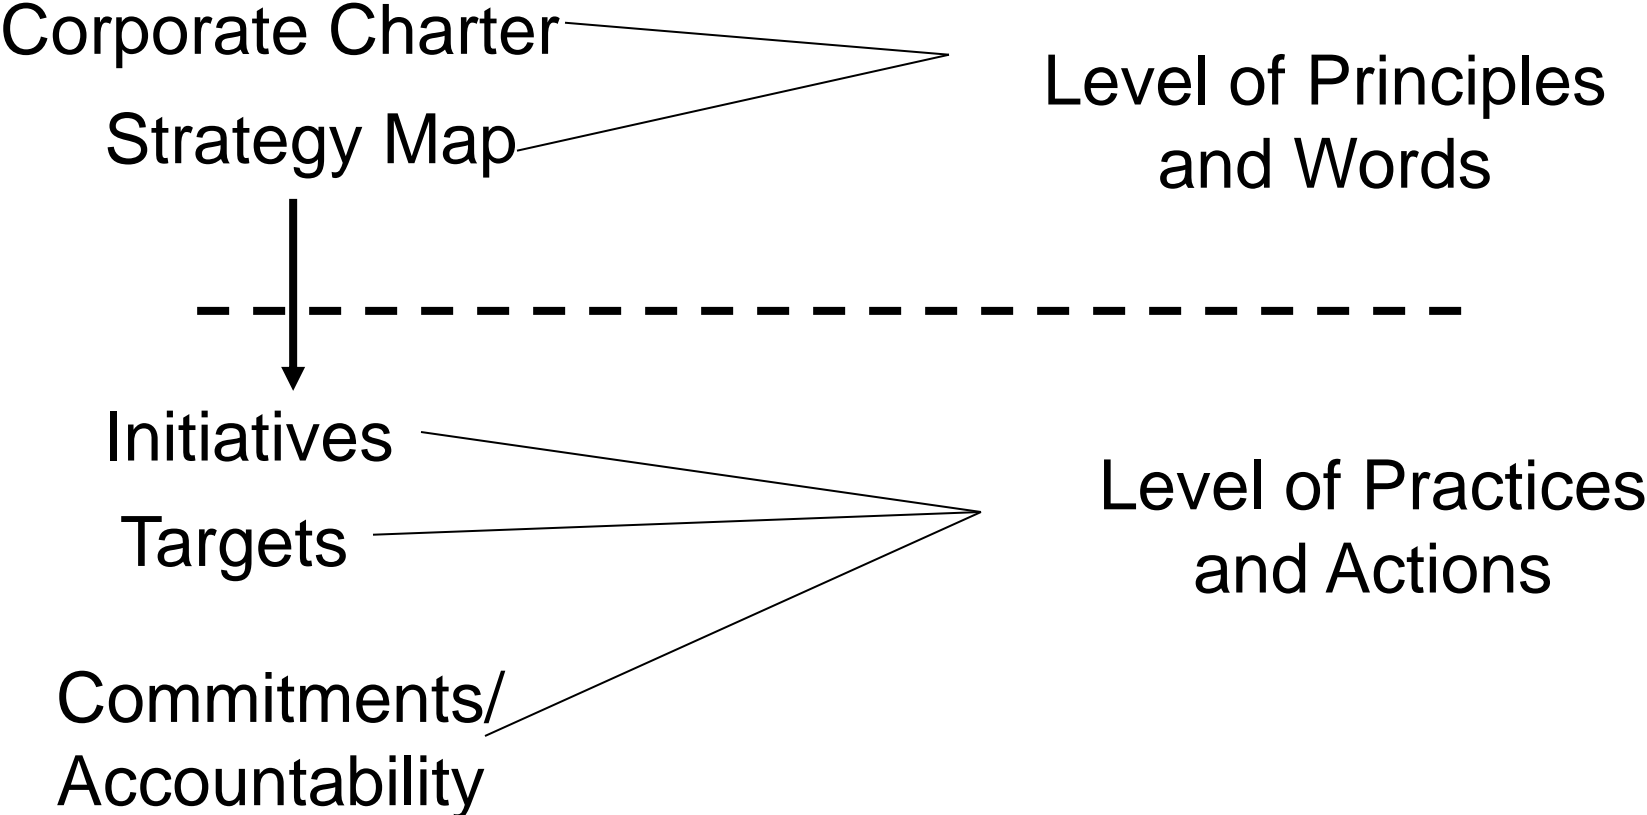 Corporate Charter
Strategy Map
Level of Principles
and Words
Initiatives
Targets
Commitments/
Accountability
Level of Practices
and Actions